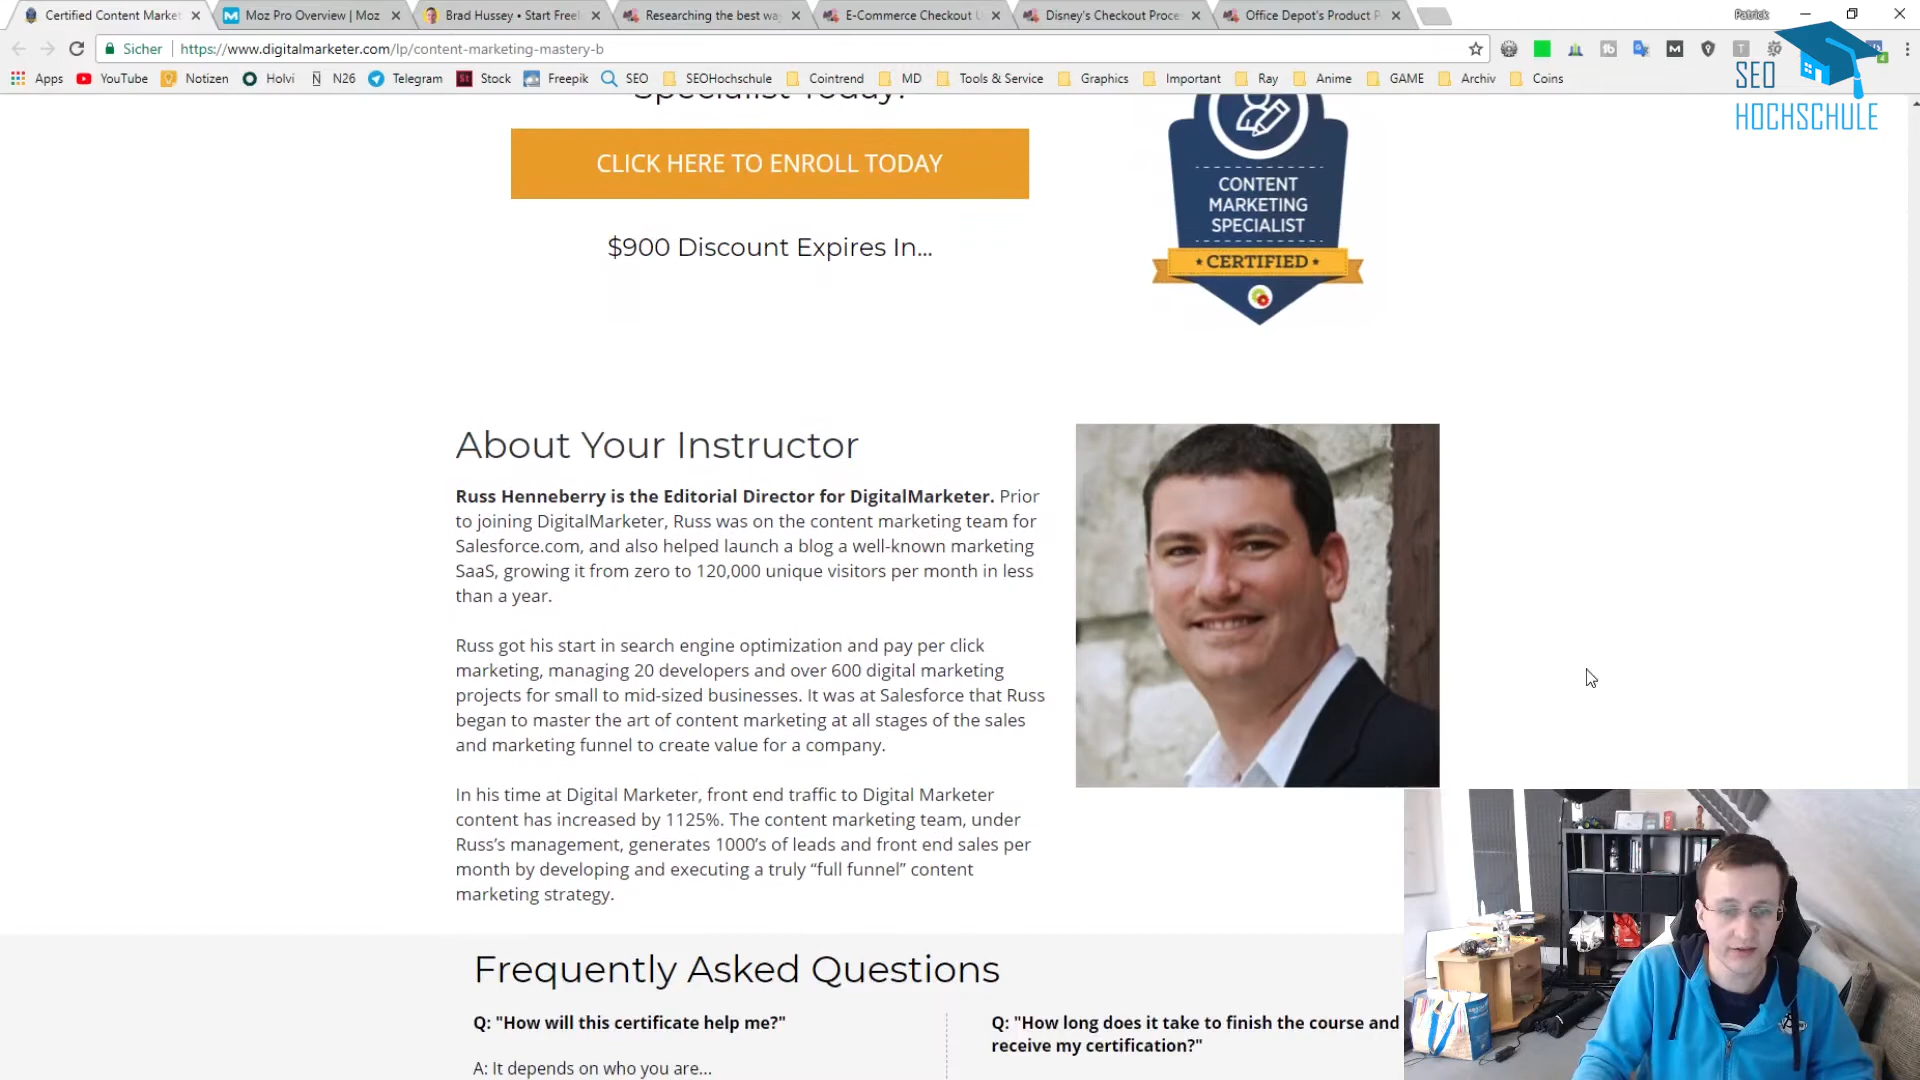 Certified Content Market
Moz Pro Overview | Moz
Brad Hussey • Start Free
Researching the best wa
E-Commerce Checkout U
Disney's Checkout Proce
Office Depot's Product P
Patrick
Sicher
https://www.digitalmarketer.com/lp/content-marketing-mastery-b
Apps
YouTube
Notizen
Holvi
N26
Telegram
Stock
Freepik
SEO
SEOHochschule
Cointrend
MD
Tools & Service
Graphics
Important
Ray
Anime
GAME
Archiv
Coins
SEO
HOCHSCHULE
Specialist Today!
CLICK HERE TO ENROLL TODAY
$900 Discount Expires In...
CONTENT
MARKETING
SPECIALIST
CERTIFIED
About Your Instructor
Russ Henneberry is the Editorial Director for DigitalMarketer. Prior
to joining DigitalMarketer, Russ was on the content marketing team for
Salesforce.com, and also helped launch a blog a well-known marketing
SaaS, growing it from zero to 120,000 unique visitors per month in less
than a year.
Russ got his start in search engine optimization and pay per click
marketing, managing 20 developers and over 600 digital marketing
projects for small to mid-sized businesses. It was at Salesforce that Russ
began to master the art of content marketing at all stages of the sales
and marketing funnel to create value for a company.
In his time at Digital Marketer, front end traffic to Digital Marketer
content has increased by 1125%. The content marketing team, under
Russ's management, generates 1000's of leads and front end sales per
month by developing and executing a truly “full funnel” content
marketing strategy.
Frequently Asked Questions
Q: "How will this certificate help me?"
A: It depends on who you are...
Q: "How long does it take to finish the course and
receive my certification?"